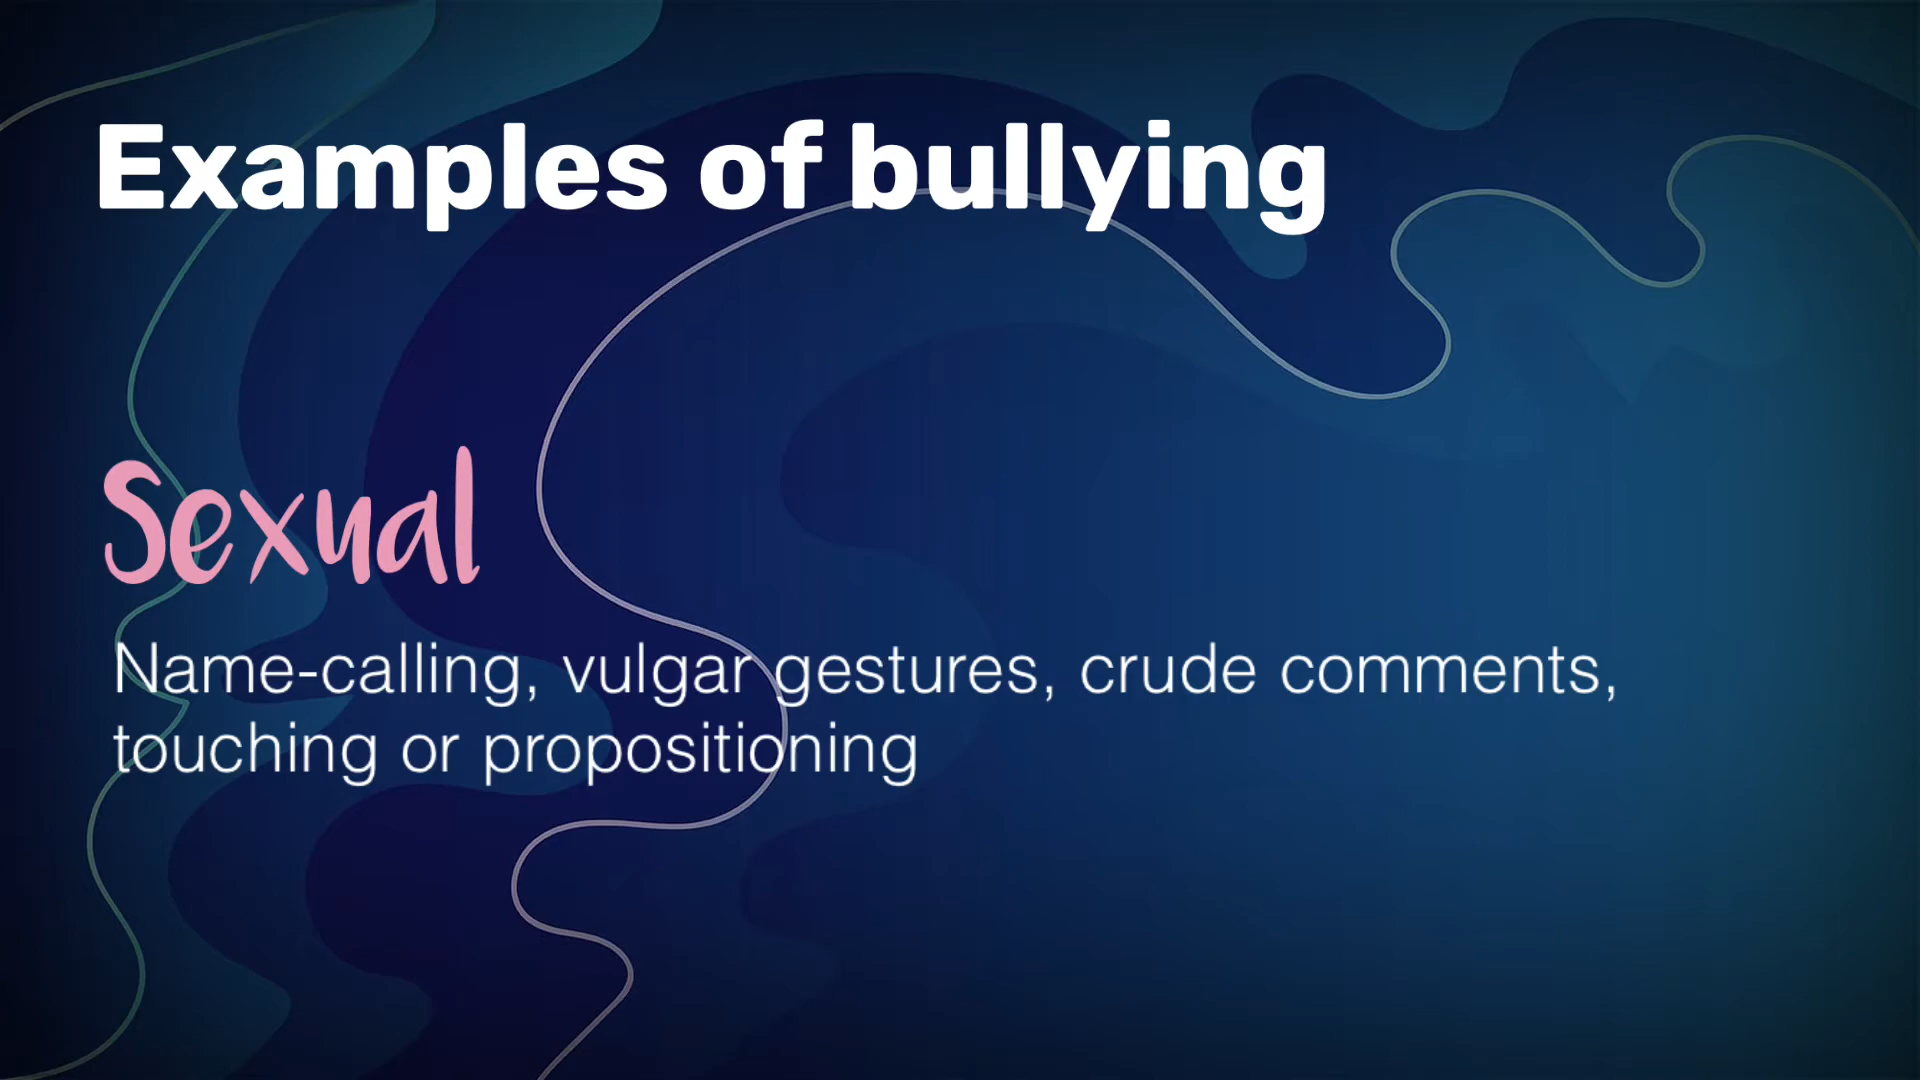 Examples of bullying
Sexual
Name-calling, vulgar gestures, crude comments,
touching or propositioning